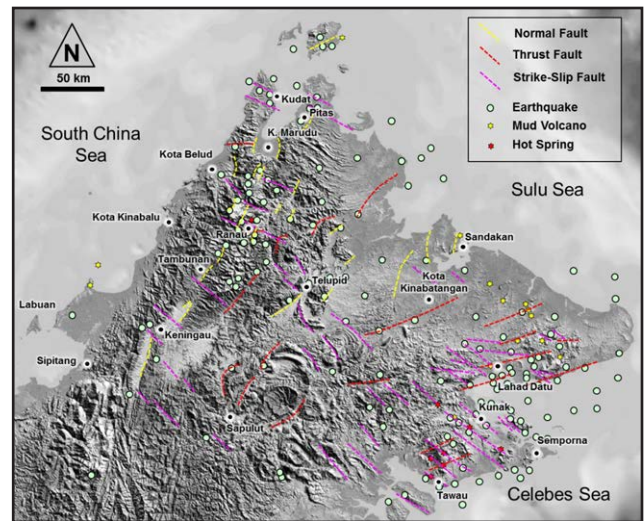 N
50 km
Normal Fault
Thrust Fault
Strike-Slip Fault
Earthquake
Mud Volcano
Hot Spring
South China
Sea
Sulu Sea
Celebes Sea
Kudat
Pitas
K. Marudu
Kota Belud
Kota Kinabalu
Ranau
Tambunan
Telupid
Sandakan
Kota
Kinabatangan
Labuan
Keningau
Sipitang
Sapulut
Lahad Datu
Kunak
Semporna
Tawau